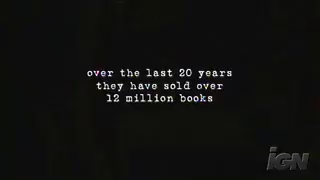 over the last 20 years
they have sold over
12 million books
IGN